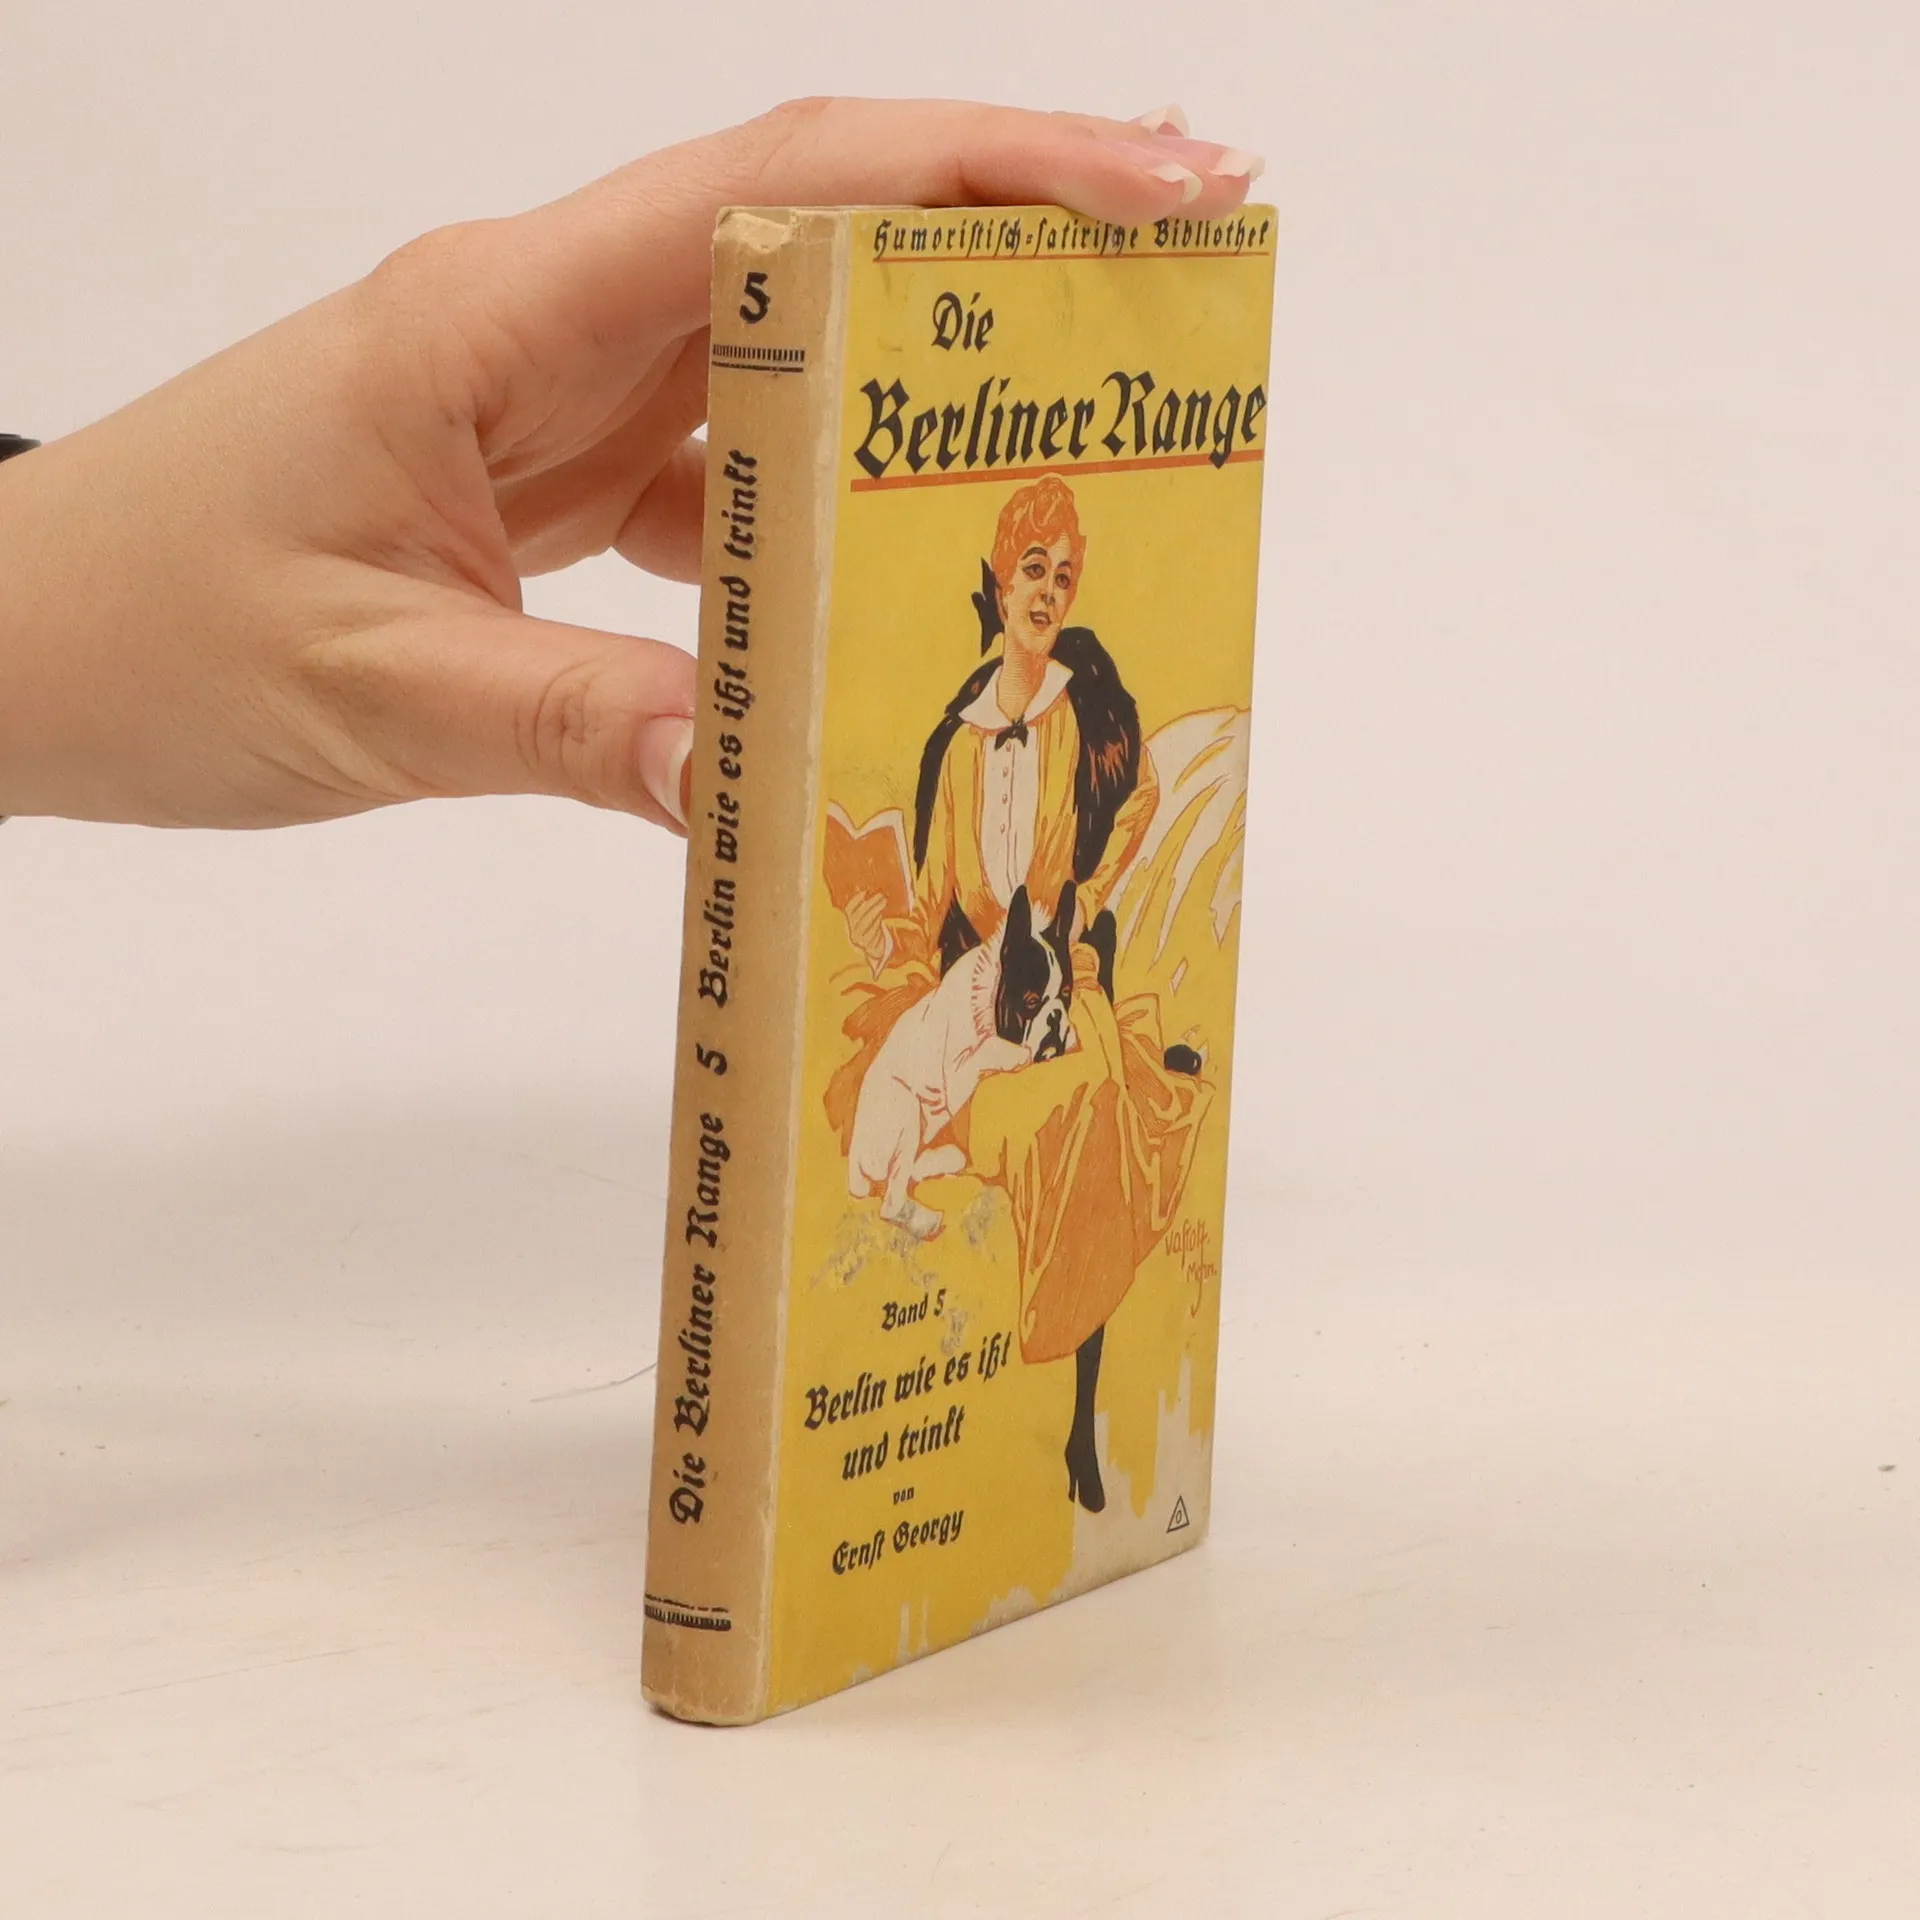 5
Die Berliner Range 5 Berlin wie es ißt und trinkt
Humoristisch-satirische Bibliothek
Die
Berliner Range
Band 5
Berlin wie es ißt
und trinkt
von
Ernst Georgy